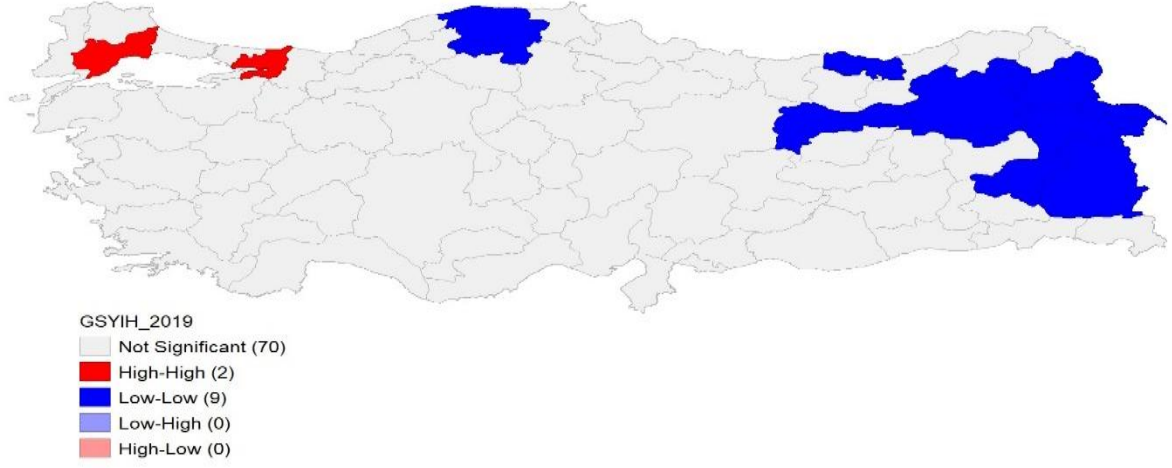 GSYIH_2019
Not Significant (70)
High-High (2)
Low-Low (9)
Low-High (0)
High-Low (0)